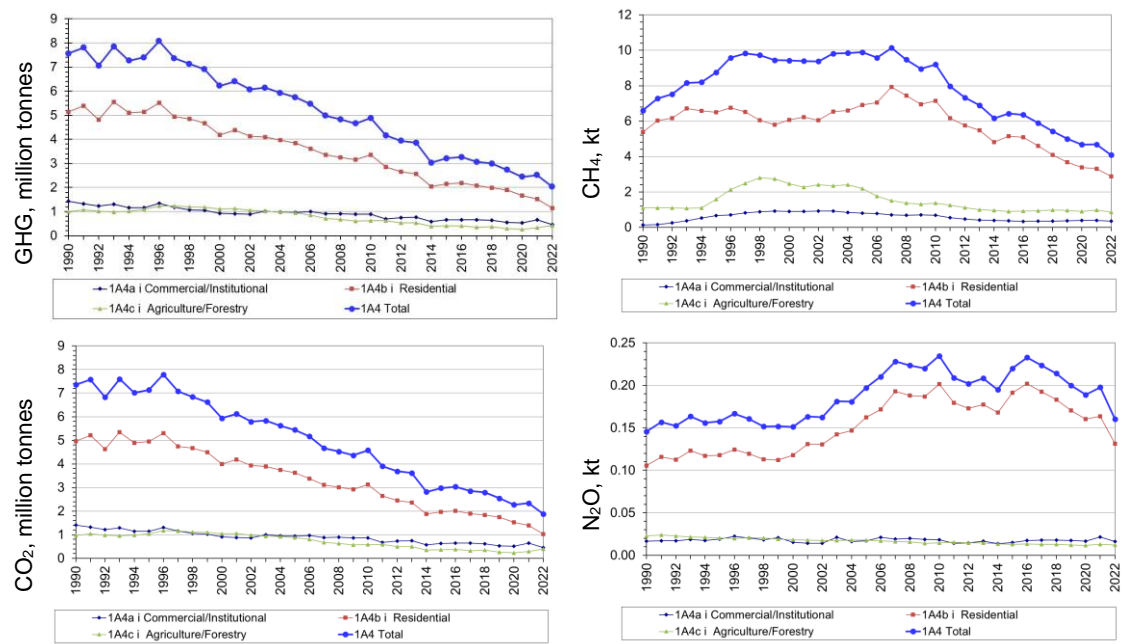 GHG, million tonnes
9
8
7
6
5
4
3
2
1
0
1990 1992 1994 1996 1998 2000 2002 2004 2006 2008 2010 2012 2014 2016 2018 2020 2022
1A4a i Commercial/Institutional 1A4b i Residential
1A4c i Agriculture/Forestry 1A4 Total
CH₄, kt
12
10
8
6
4
2
0
1990 1992 1994 1996 1998 2000 2002 2004 2006 2008 2010 2012 2014 2016 2018 2020 2022
1A4a i Commercial/Institutional 1A4b i Residential
1A4c i Agriculture/Forestry 1A4 Total
CO₂, million tonnes
9
8
7
6
5
4
3
2
1
0
1990 1992 1994 1996 1998 2000 2002 2004 2006 2008 2010 2012 2014 2016 2018 2020 2022
1A4a i Commercial/Institutional 1A4b i Residential
1A4c i Agriculture/Forestry 1A4 Total
N₂O, kt
0.25
0.20
0.15
0.10
0.05
0.00
1990 1992 1994 1996 1998 2000 2002 2004 2006 2008 2010 2012 2014 2016 2018 2020 2022
1A4a i Commercial/Institutional 1A4b i Residential
1A4c i Agriculture/Forestry 1A4 Total